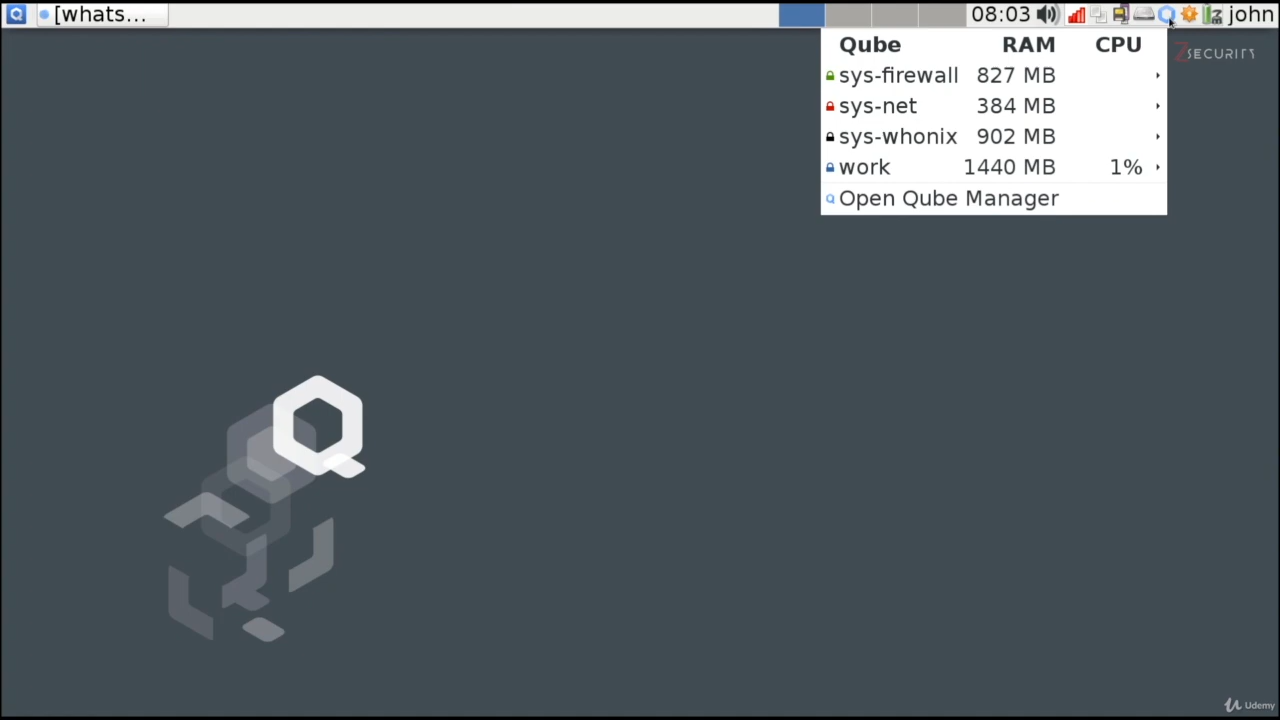 [whats...
08:03
john
Qube RAM CPU
sys-firewall 827 MB
sys-net 384 MB
sys-whonix 902 MB
work 1440 MB 1%
Open Qube Manager
ZSECURITY
Udemy